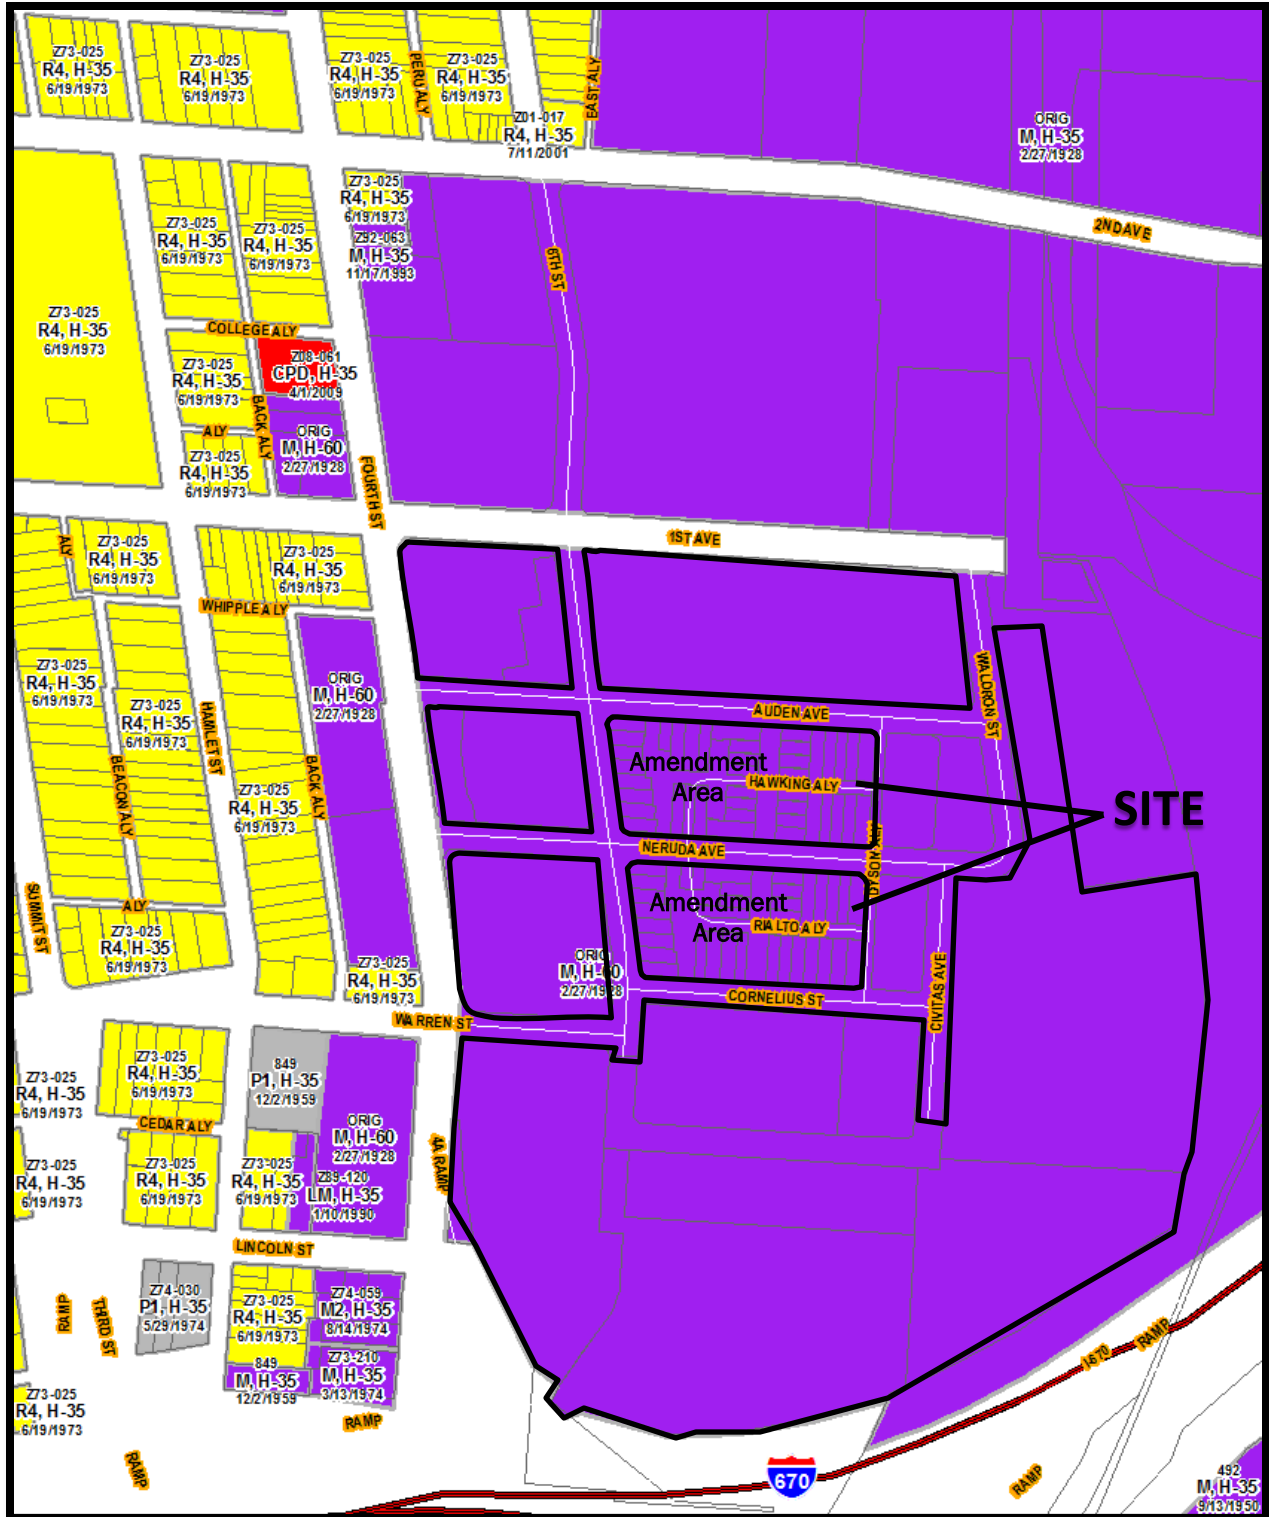 Z73-025
R4, H-35
6/19/1973
Z73-025
R4, H-35
6/19/1973
Z73-025
R4, H-35
6/19/1973
PERU ALY
Z73-025
R4, H-35
6/19/1973
EAST ALY
Z01-017
R4, H-35
7/11/2001
ORIG
M, H-35
2/27/1928
2ND AVE
Z73-025
R4, H-35
6/19/1973
Z92-063
M, H-35
11/17/1993
Z73-025
R4, H-35
6/19/1973
Z73-025
R4, H-35
6/19/1973
6TH ST
Z73-025
R4, H-35
6/19/1973
COLLEGE ALY
Z08-061
CPD, H-35
4/1/2009
Z73-025
R4, H-35
6/19/1973
BACK ALY
ALY
ORIG
M, H-60
2/27/1928
Z73-025
R4, H-35
6/19/1973
FOURTH ST
1ST AVE
ALY
Z73-025
R4, H-35
6/19/1973
Z73-025
R4, H-35
6/19/1973
WHIPPLE ALY
Z73-025
R4, H-35
6/19/1973
ORIG
M, H-60
2/27/1928
WALDRON ST
Z73-025
R4, H-35
6/19/1973
HAMLET ST
AUDEN AVE
BEACON ALY
BACK ALY
Z73-025
R4, H-35
6/19/1973
Amendment
Area
HAWKING ALY
SITE
NERUDA AVE
DYSON ALY
SUMMIT ST
ALY
Z73-025
R4, H-35
6/19/1973
Amendment
Area
RIALTO ALY
Z73-025
R4, H-35
6/19/1973
ORIG
M, H-60
2/27/1928
CORNELIUS ST
CIVITAS AVE
WARREN ST
Z73-025
R4, H-35
6/19/1973
Z73-025
R4, H-35
6/19/1973
849
P1, H-35
12/2/1959
CEDAR ALY
ORIG
M, H-60
2/27/1928
4A RAMP
Z73-025
R4, H-35
6/19/1973
Z73-025
R4, H-35
6/19/1973
Z73-025
R4, H-35
6/19/1973
Z89-120
LM, H-35
1/10/1990
LINCOLN ST
RAMP
THIRD ST
Z74-030
P1, H-35
5/29/1974
Z73-025
R4, H-35
6/19/1973
Z74-059
M2, H-35
8/14/1974
849
M, H-35
12/2/1959
Z73-210
M, H-35
3/13/1974
Z73-025
R4, H-35
6/19/1973
RAMP
I-670
RAMP
RAMP
670
RAMP
492
M, H-35
9/13/1950